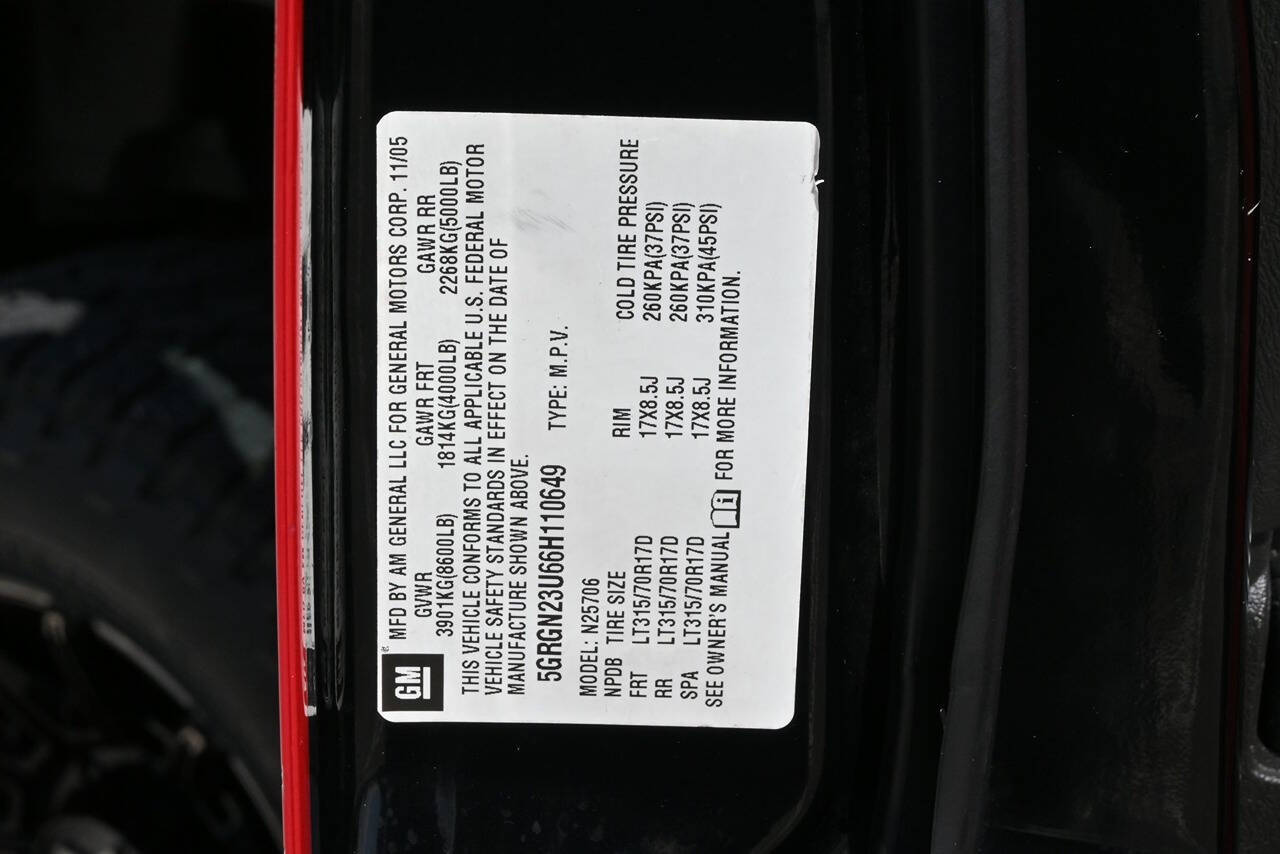 GM
MFD BY AM GENERAL LLC FOR GENERAL MOTORS CORP. 11/05
GVWR GAWR FRT GAWR RR
3901KG(8600LB) 1814KG(4000LB) 2268KG(5000LB)
THIS VEHICLE CONFORMS TO ALL APPLICABLE U.S. FEDERAL MOTOR
VEHICLE SAFETY STANDARDS IN EFFECT ON THE DATE OF
MANUFACTURE SHOWN ABOVE.
5GRGN23U66H110649 TYPE: M.P.V.
MODEL: N25706
NPDB TIRE SIZE RIM COLD TIRE PRESSURE
FRT LT315/70R17D 17X8.5J 260KPA(37PSI)
RR LT315/70R17D 17X8.5J 260KPA(37PSI)
SPA LT315/70R17D 17X8.5J 310KPA(45PSI)
SEE OWNER'S MANUAL FOR MORE INFORMATION.